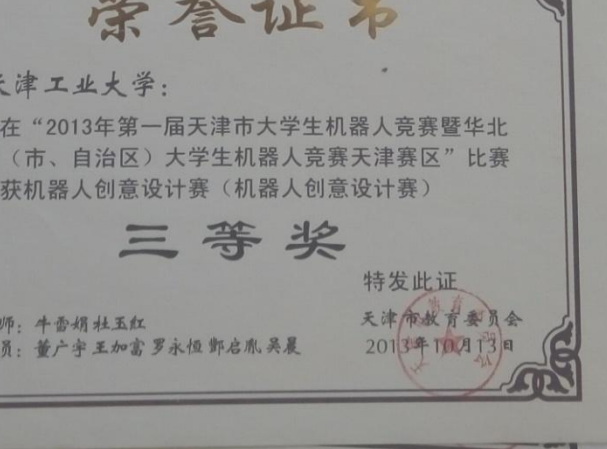 荣誉证书
天津工业大学：
在“2013年第一届天津市大学生机器人竞赛暨华北
（市、自治区）大学生机器人竞赛天津赛区”比赛
获机器人创意设计赛（机器人创意设计赛）
三等奖
特发此证
师：牛雪娟 杜玉红
天津市教育委员会
员：董广宇 王加富 罗永恒 邯启胤 吴晨
2013年10月13日